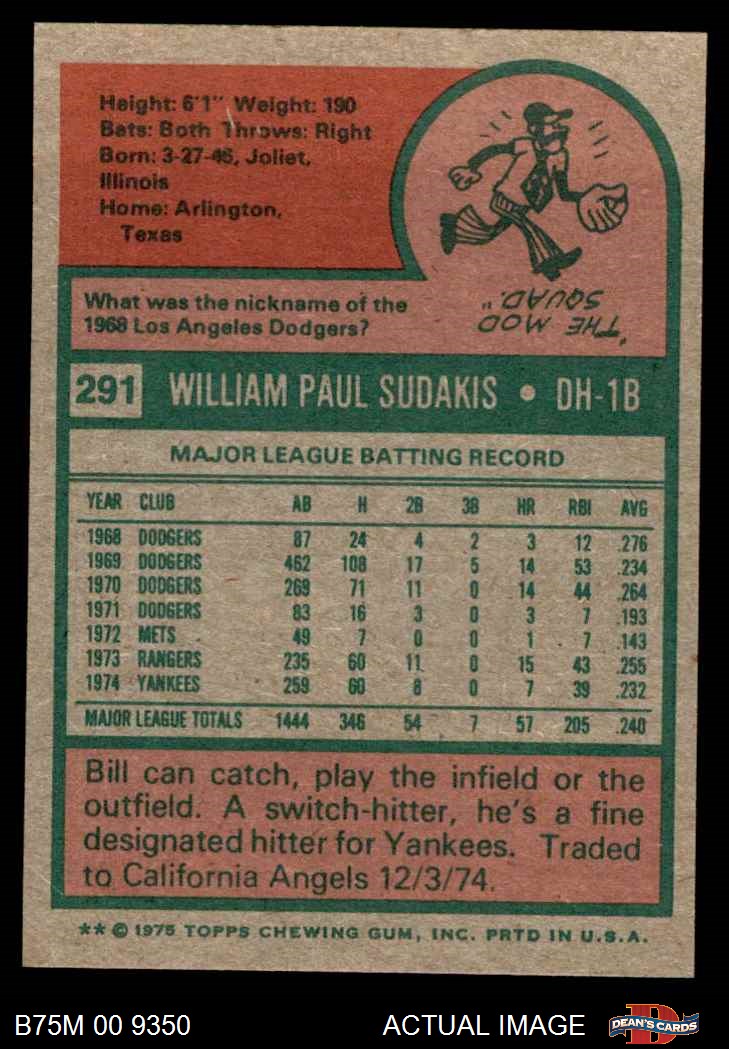 Height: 6'1" Weight: 190
Bats: Both Throws: Right
Born: 3-27-46, Joliet,
Illinois
Home: Arlington,
Texas
What was the nickname of the
1968 Los Angeles Dodgers?
"THE MOD
SQUAD."
291 WILLIAM PAUL SUDAKIS • DH-1B
MAJOR LEAGUE BATTING RECORD
YEAR CLUB AB H 2B 3B HR RBI AVG
1968 DODGERS 87 24 4 2 3 12 .276
1969 DODGERS 462 108 17 5 14 53 .234
1970 DODGERS 269 71 11 0 14 44 .264
1971 DODGERS 83 16 3 0 3 7 .193
1972 METS 49 7 0 0 1 7 .143
1973 RANGERS 235 60 11 0 15 43 .255
1974 YANKEES 259 60 8 0 7 39 .232
MAJOR LEAGUE TOTALS 1444 346 54 7 57 205 .240
Bill can catch, play the infield or the
outfield. A switch-hitter, he's a fine
designated hitter for Yankees. Traded
to California Angels 12/3/74.
** © 1975 TOPPS CHEWING GUM, INC. PRTD IN U.S.A.
B75M 00 9350 ACTUAL IMAGE DEAN'S CARDS